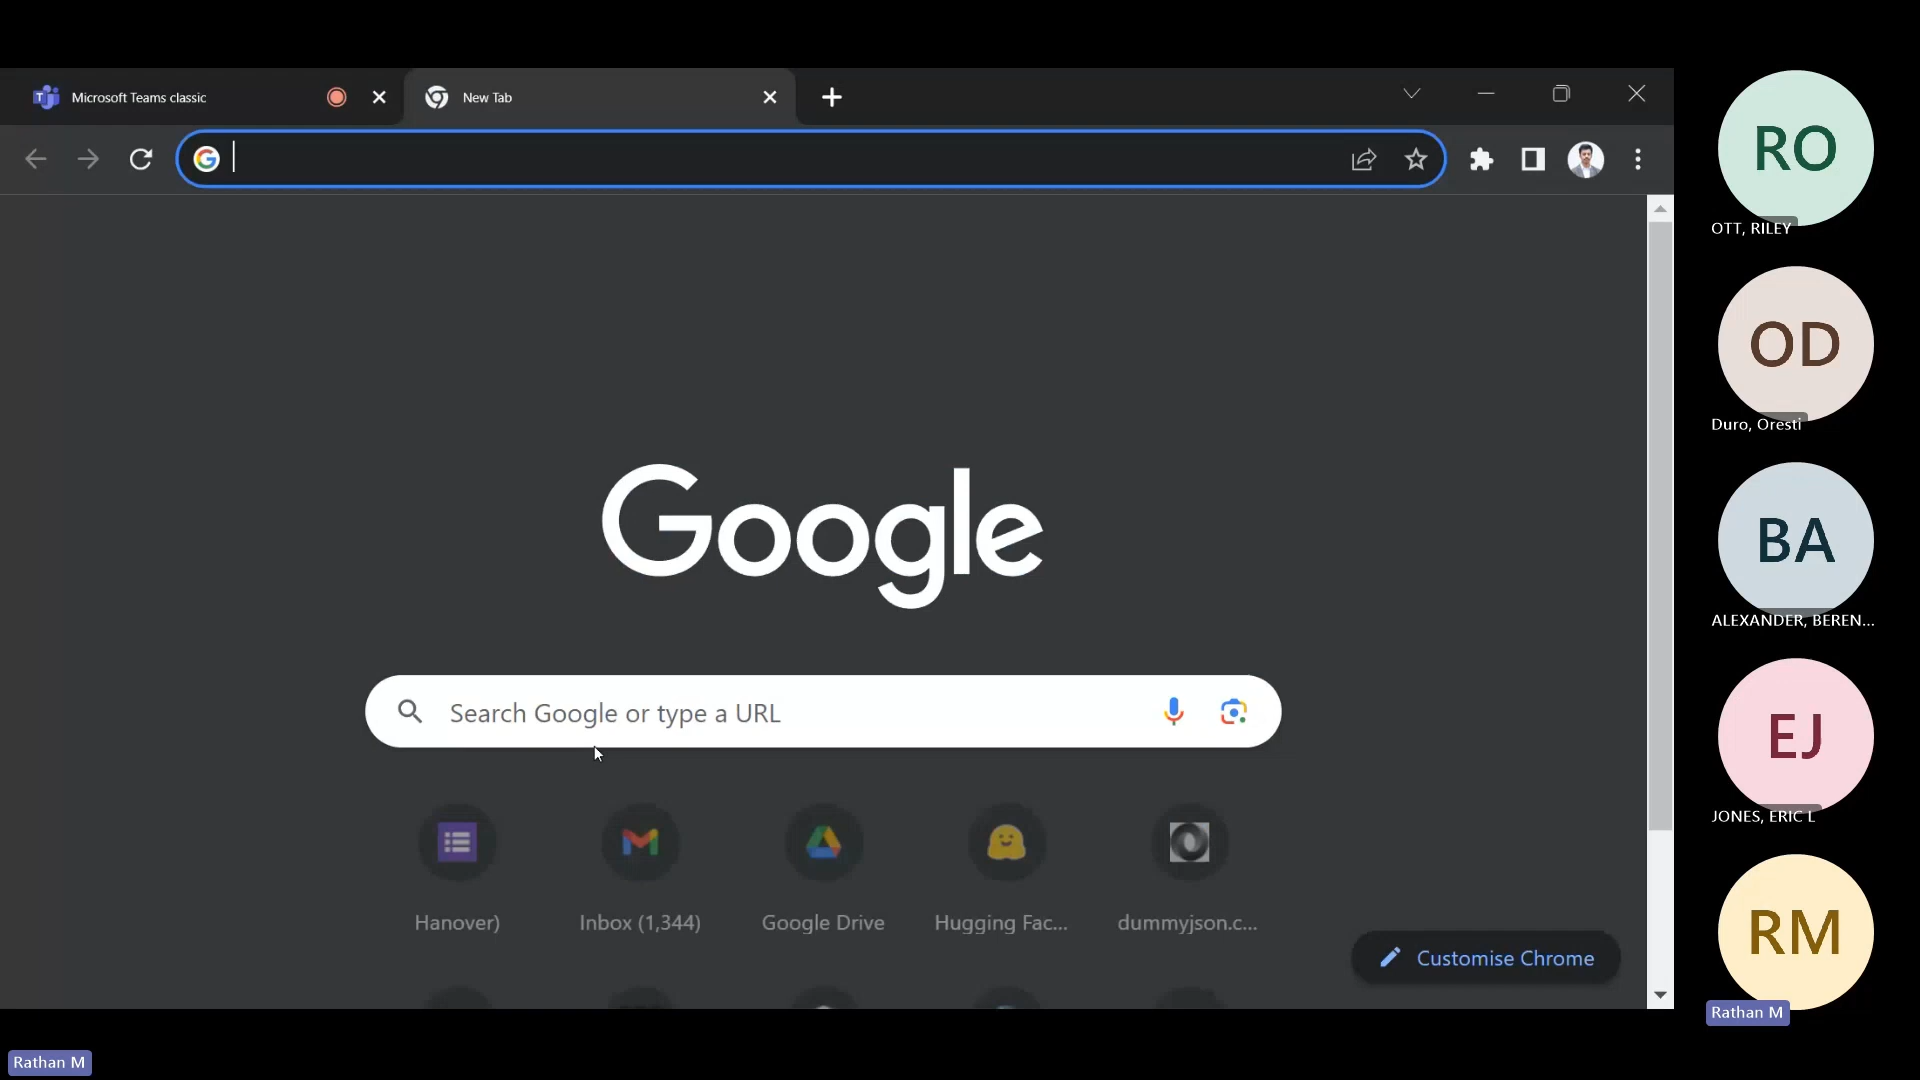 Microsoft Teams classic
New Tab
Google
Search Google or type a URL
Hanover)
Inbox (1,344)
Google Drive
Hugging Fac...
dummyjson.c...
Customise Chrome
RO
OTT, RILEY
OD
Duro, Oresti
BA
ALEXANDER, BEREN...
EJ
JONES, ERIC L
RM
Rathan M
Rathan M